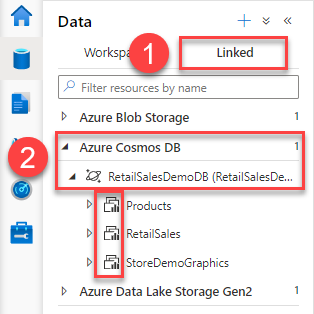 Data
Workspa
1
Linked
Filter resources by name
Azure Blob Storage 1
2
Azure Cosmos DB 1
RetailSalesDemoDB (RetailSalesDe...
Products
RetailSales
StoreDemoGraphics
Azure Data Lake Storage Gen2 1